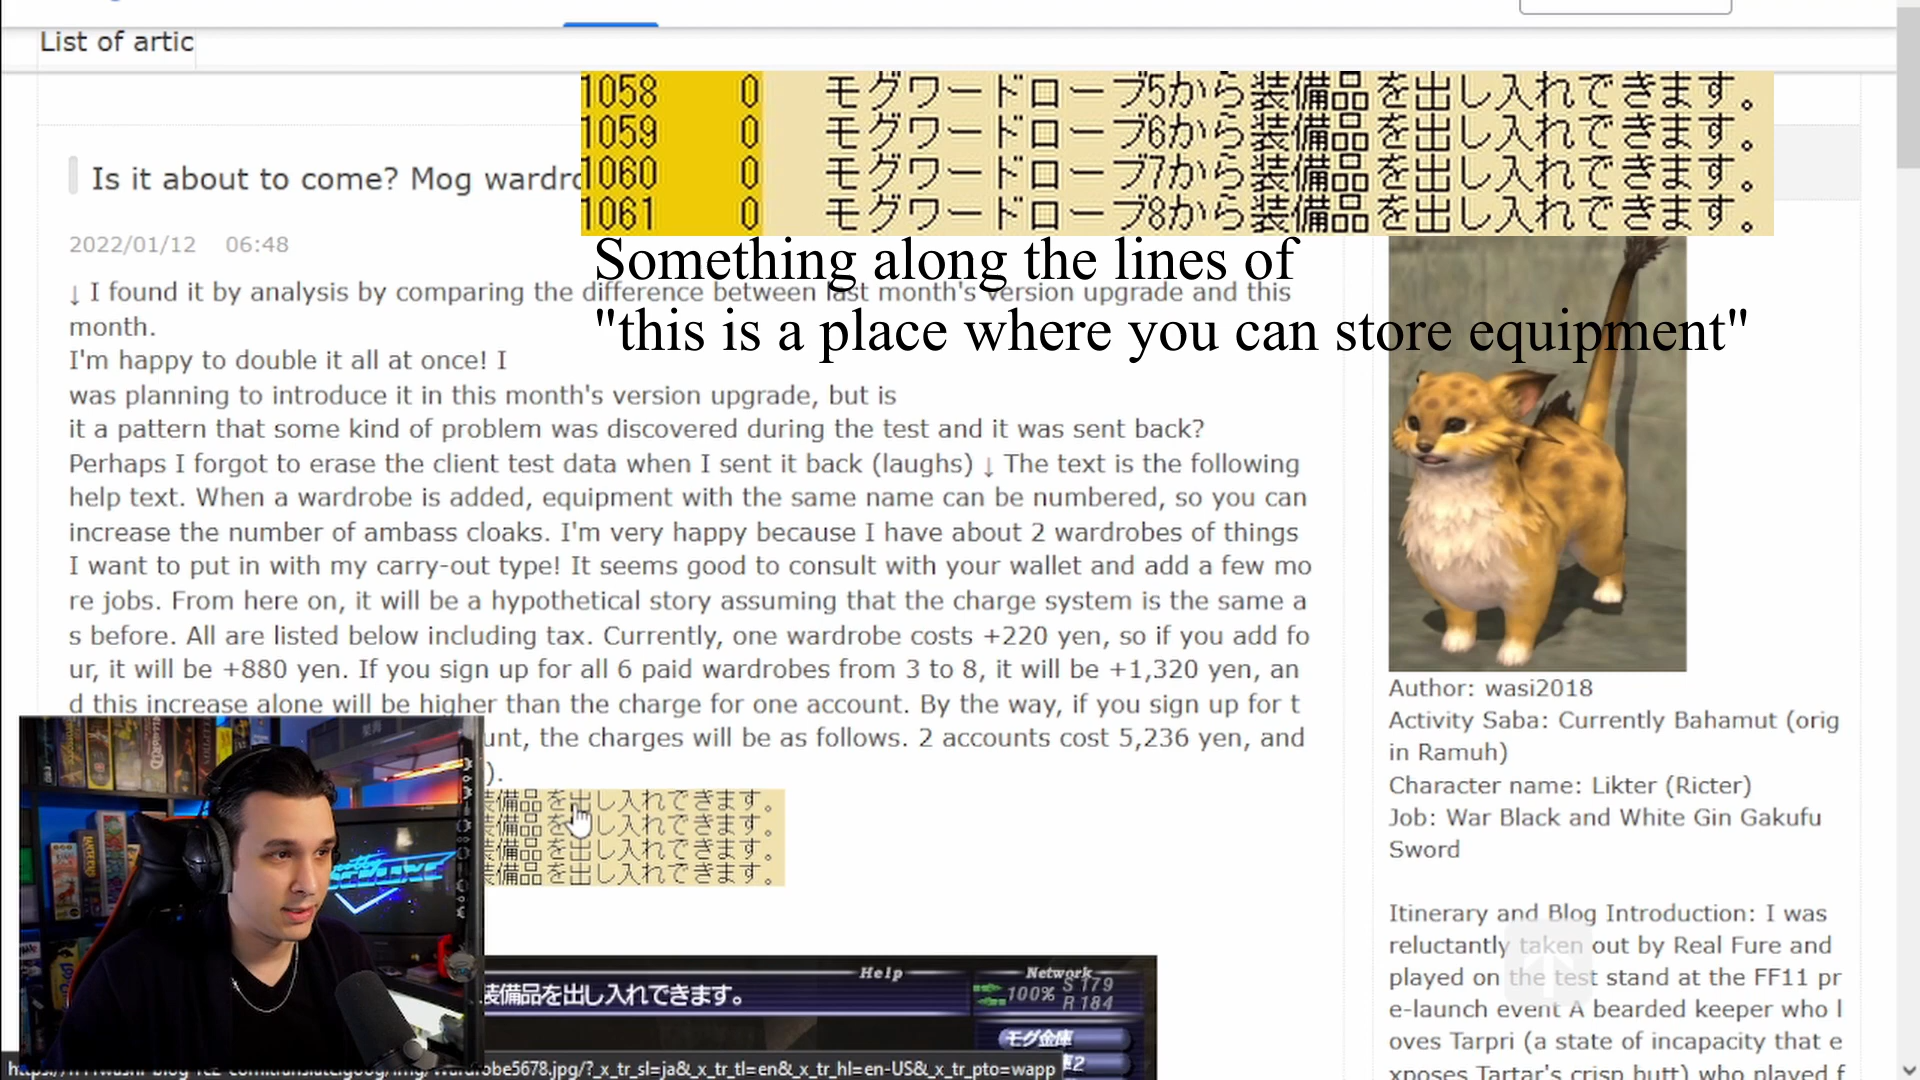 List of artic
1058 0 モグワードローブ5から装備品を出し入れできます。
1059 0 モグワードローブ6から装備品を出し入れできます。
1060 0 モグワードローブ7から装備品を出し入れできます。
1061 0 モグワードローブ8から装備品を出し入れできます。
Is it about to come? Mog wardro
2022/01/12 06:48
Something along the lines of
"this is a place where you can store equipment"
↓ I found it by analysis by comparing the difference between last month's version upgrade and this
month.
I'm happy to double it all at once! I
was planning to introduce it in this month's version upgrade, but is
it a pattern that some kind of problem was discovered during the test and it was sent back?
Perhaps I forgot to erase the client test data when I sent it back (laughs) ↓ The text is the following
help text. When a wardrobe is added, equipment with the same name can be numbered, so you can
increase the number of ambass cloaks. I'm very happy because I have about 2 wardrobes of things
I want to put in with my carry-out type! It seems good to consult with your wallet and add a few mo
re jobs. From here on, it will be a hypothetical story assuming that the charge system is the same a
s before. All are listed below including tax. Currently, one wardrobe costs +220 yen, so if you add fo
ur, it will be +880 yen. If you sign up for all 6 paid wardrobes from 3 to 8, it will be +1,320 yen, an
d this increase alone will be higher than the charge for one account. By the way, if you sign up for t
unt, the charges will be as follows. 2 accounts cost 5,236 yen, and
).
装備品を出し入れできます。
装備品を出し入れできます。
装備品を出し入れできます。
装備品を出し入れできます。
Help
装備品を出し入れできます。
Network
100% S 179
R 184
モグ金庫
庫2
Author: wasi2018
Activity Saba: Currently Bahamut (orig
in Ramuh)
Character name: Likter (Ricter)
Job: War Black and White Gin Gakufu
Sword
Itinerary and Blog Introduction: I was
reluctantly taken out by Real Fure and
played on the test stand at the FF11 pr
e-launch event A bearded keeper who l
oves Tarpri (a state of incapacity that e
xposes Tartar's crisp butt) who played f